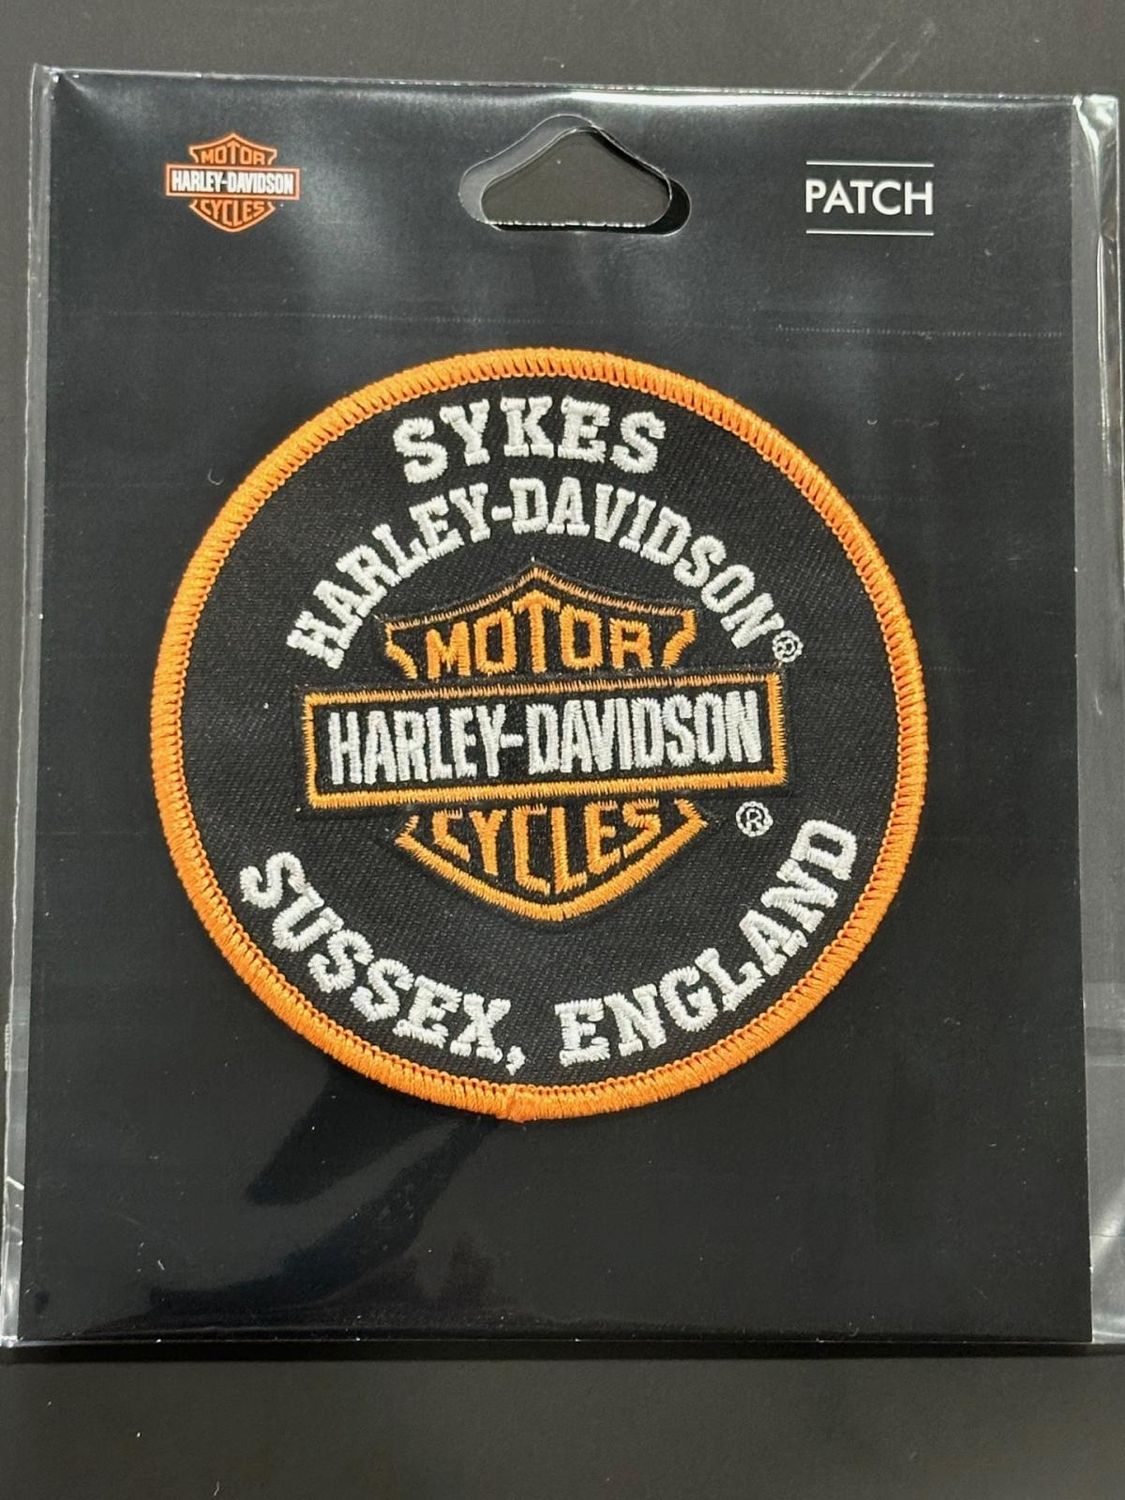 MOTOR
HARLEY-DAVIDSON
CYCLES
PATCH
SYKES
HARLEY-DAVIDSON®
MOTOR
HARLEY-DAVIDSON
CYCLES
®
SUSSEX, ENGLAND